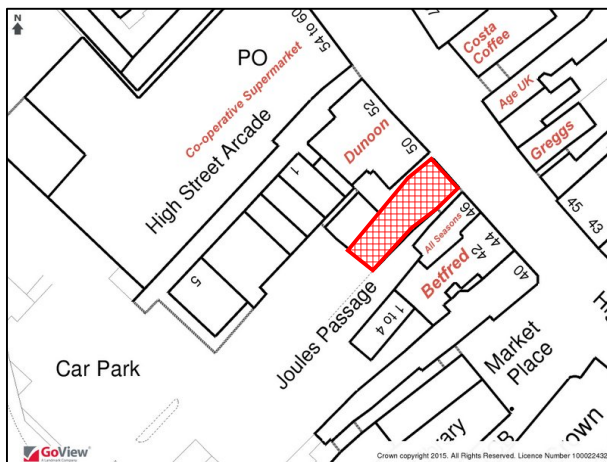 N
54 to 60
PO
Costa
Coffee
Co-operative Supermarket
Age UK
52
Dunoon
50
Greggs
High Street Arcade
1
46
All Seasons
44
45
43
42
Betfred
40
5
Joules Passage
1 to 4
Market
Place
Car Park
GoView
Crown copyright 2015. All Rights Reserved. Licence Number 100022432